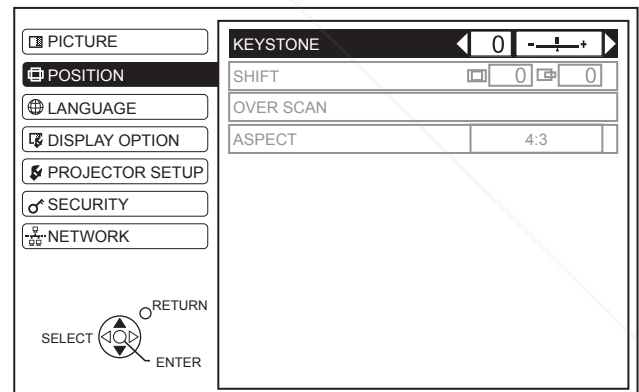 PICTURE
POSITION
LANGUAGE
DISPLAY OPTION
PROJECTOR SETUP
SECURITY
NETWORK
RETURN
SELECT
ENTER
KEYSTONE 0 - +
SHIFT 0 0
OVER SCAN
ASPECT 4:3